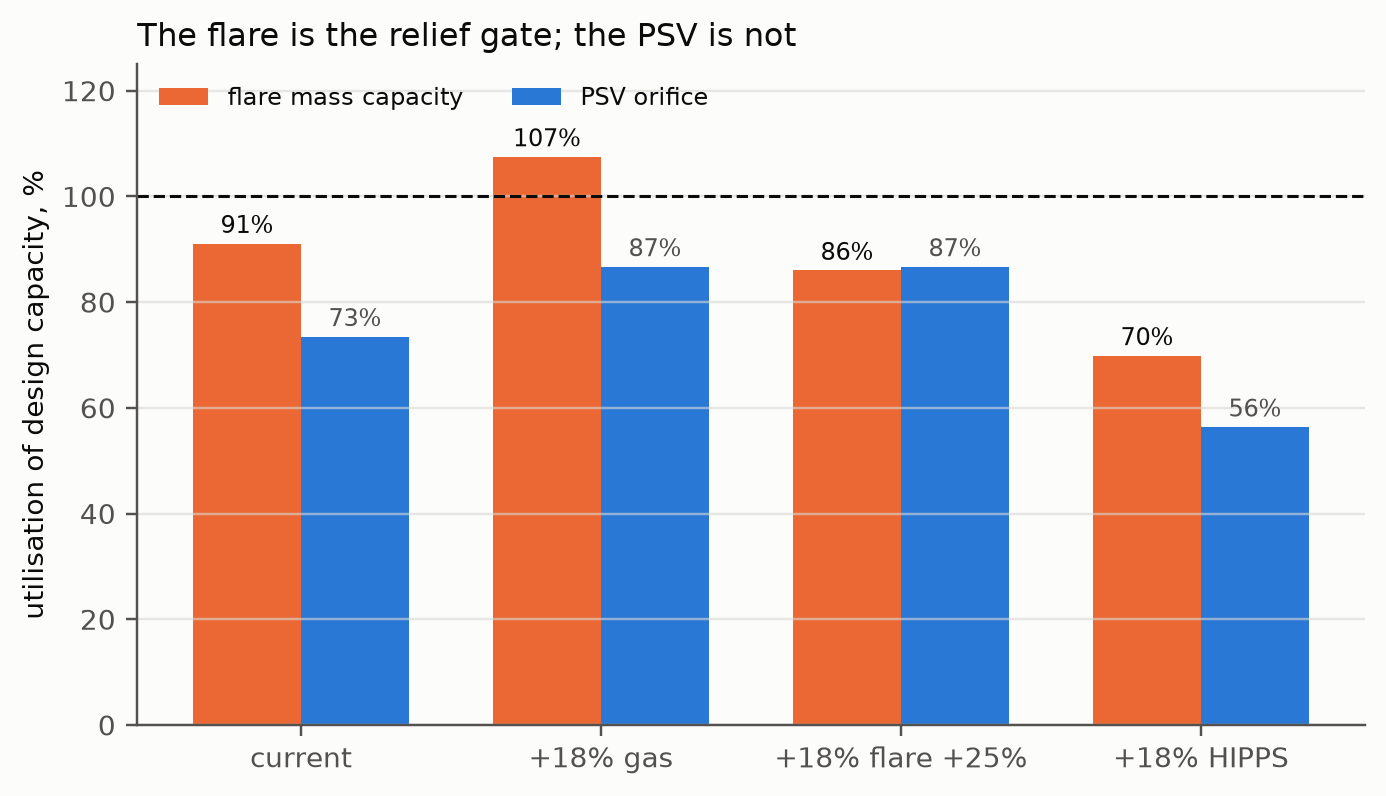 The flare is the relief gate; the PSV is not
flare mass capacity
PSV orifice
utilisation of design capacity, %
120
100
80
60
40
20
0
91%
73%
107%
87%
86%
87%
70%
56%
current
+18% gas
+18% flare +25%
+18% HIPPS